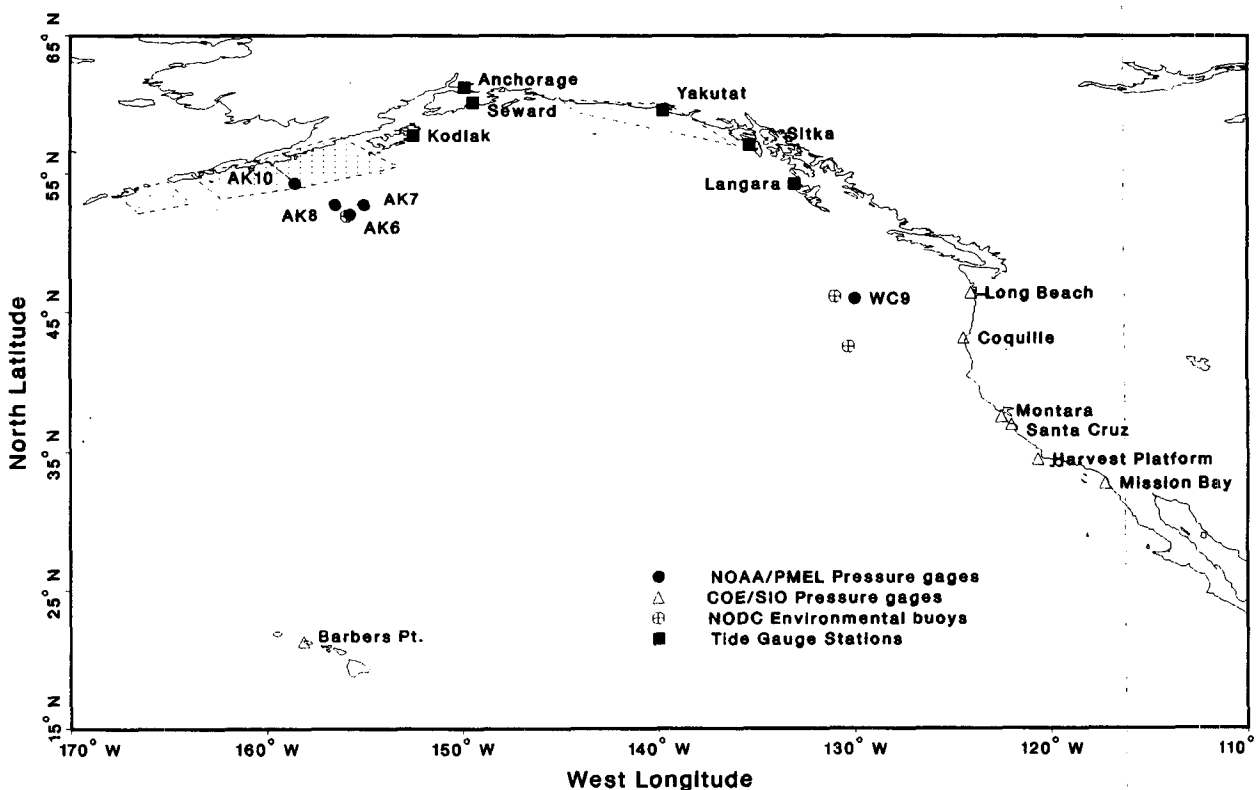 65° N
55° N
45° N
35° N
25° N
15° N
North Latitude
Anchorage
Seward
Kodiak
Yakutat
Sitka
Langara
AK10
AK8
AK7
AK6
WC9
Long Beach
Coquille
Montara
Santa Cruz
Harvest Platform
Mission Bay
Barbers Pt.
NOAA/PMEL Pressure gages
COE/SIO Pressure gages
NODC Environmental buoys
Tide Gauge Stations
170° W
160° W
150° W
140° W
130° W
120° W
110°
West Longitude